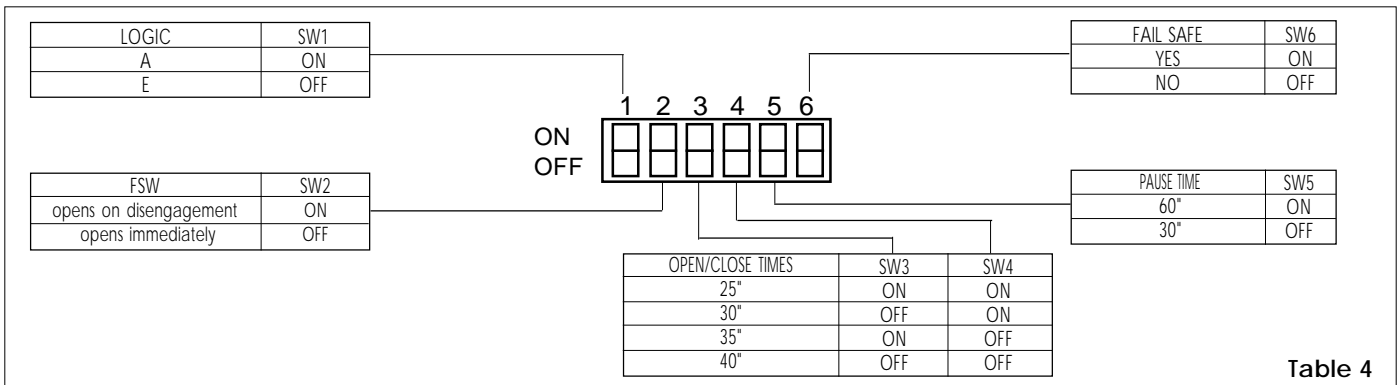 LOGIC SW1
A ON
E OFF
FAIL SAFE SW6
YES ON
NO OFF
1 2 3 4 5 6
ON
OFF
FSW SW2
opens on disengagement ON
opens immediately OFF
PAUSE TIME SW5
60" ON
30" OFF
OPEN/CLOSE TIMES SW3 SW4
25" ON ON
30" OFF ON
35" ON OFF
40" OFF OFF
Table 4